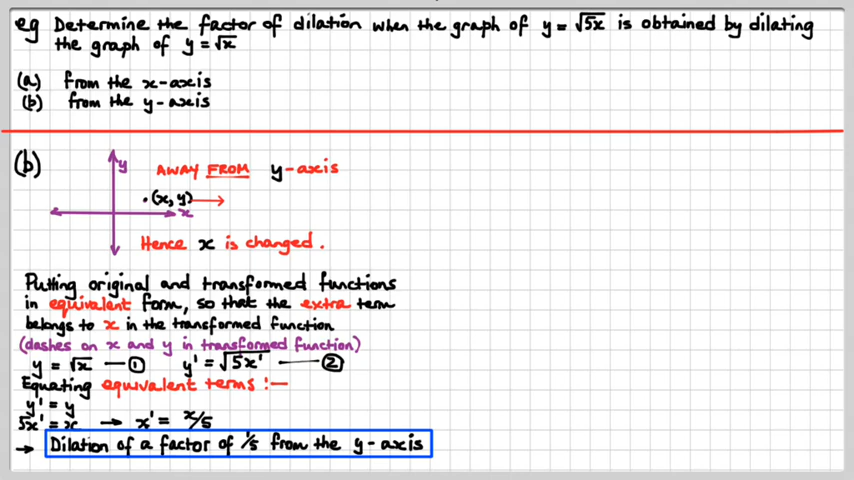 eg Determine the factor of dilation when the graph of y = √5x is obtained by dilating
the graph of y = √x
(a) from the x-axis
(b) from the y-axis
(b)
y
AWAY FROM y-axis
.(x, y)
x
Hence x is changed.
Putting original and transformed functions
in equivalent form, so that the extra term
belongs to x in the transformed function
(dashes on x and y in transformed function)
y = √x — ① y' = √5x' — ②
Equating equivalent terms :—
y' = y
5x' = x → x' = x/5
→ Dilation of a factor of 1/5 from the y-axis